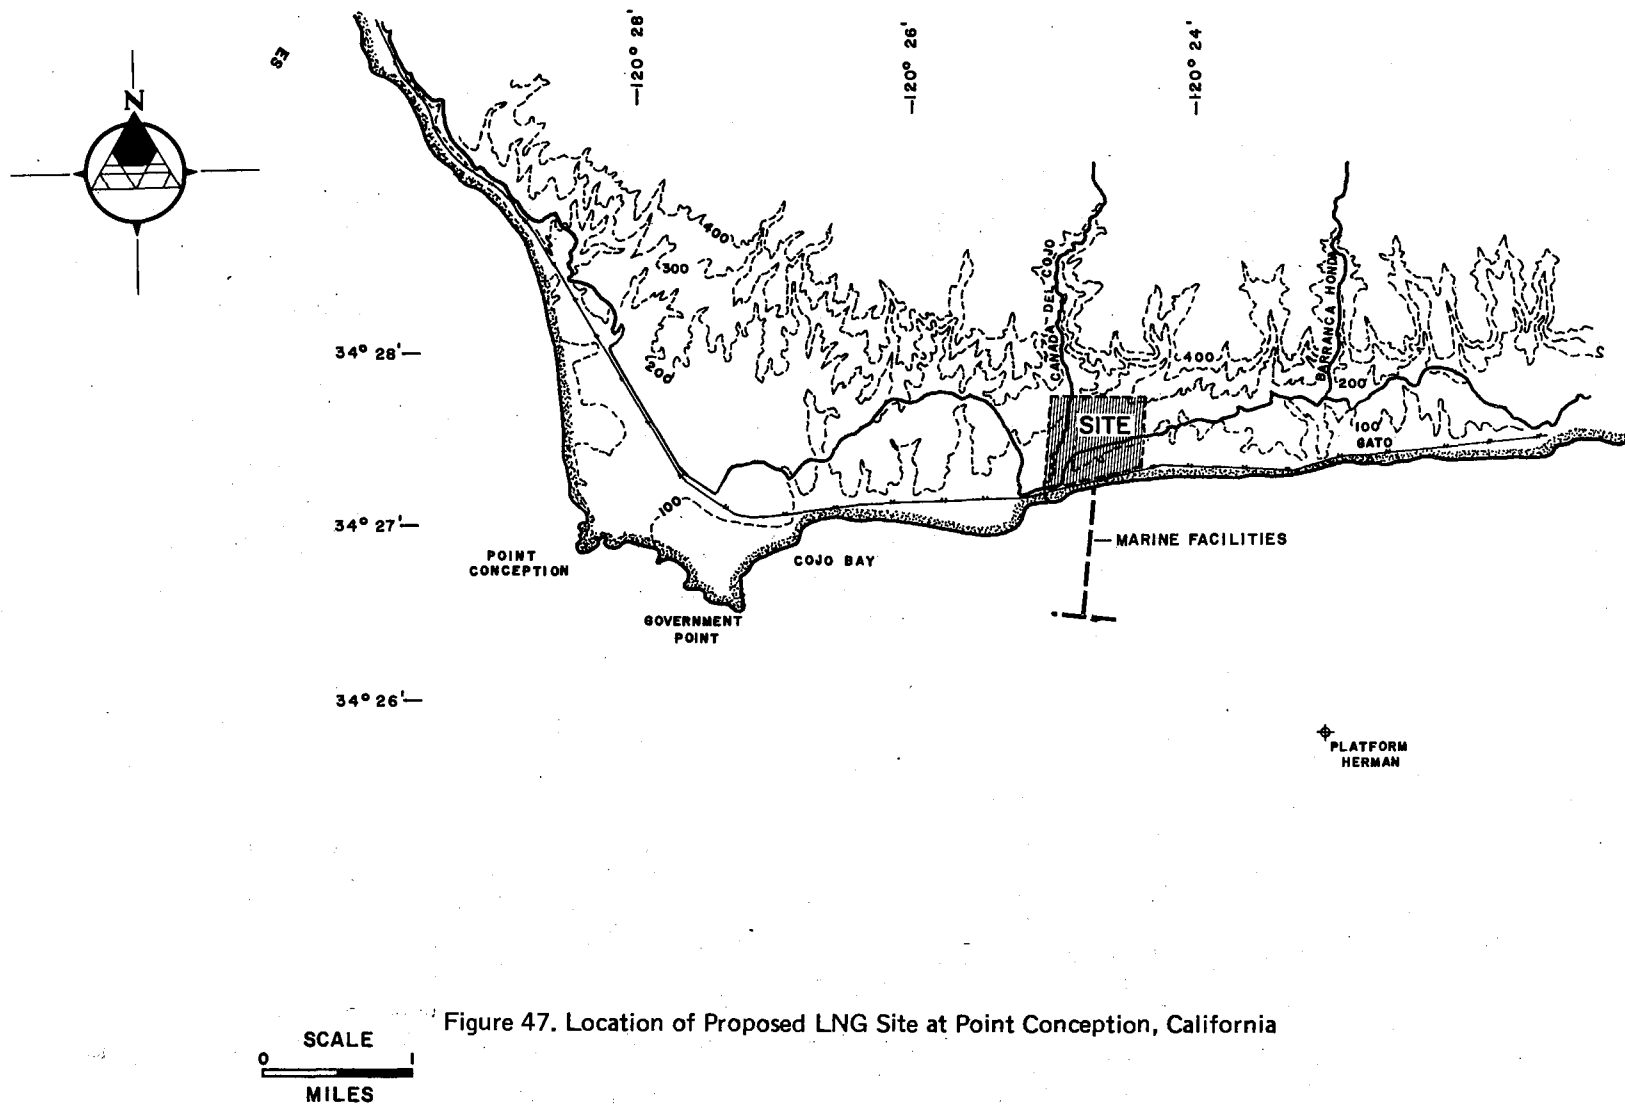 N
ES
120° 28'
120° 26'
120° 24'
400
300
200
CANADA DEL COJO
BARRANCA HONDA
34° 28'
400
200
SITE
100
GATO
100
34° 27'
POINT
CONCEPTION
COJO BAY
MARINE FACILITIES
GOVERNMENT
POINT
34° 26'
PLATFORM
HERMAN
S
Figure 47. Location of Proposed LNG Site at Point Conception, California
SCALE
0 1
MILES